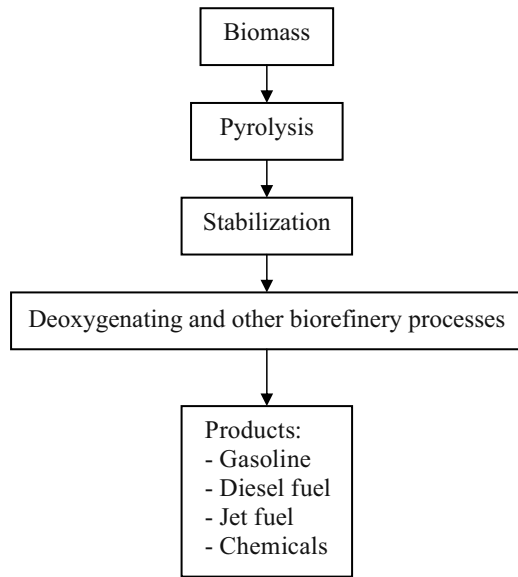 Biomass
Pyrolysis
Stabilization
Deoxygenating and other biorefinery processes
Products:
- Gasoline
- Diesel fuel
- Jet fuel
- Chemicals